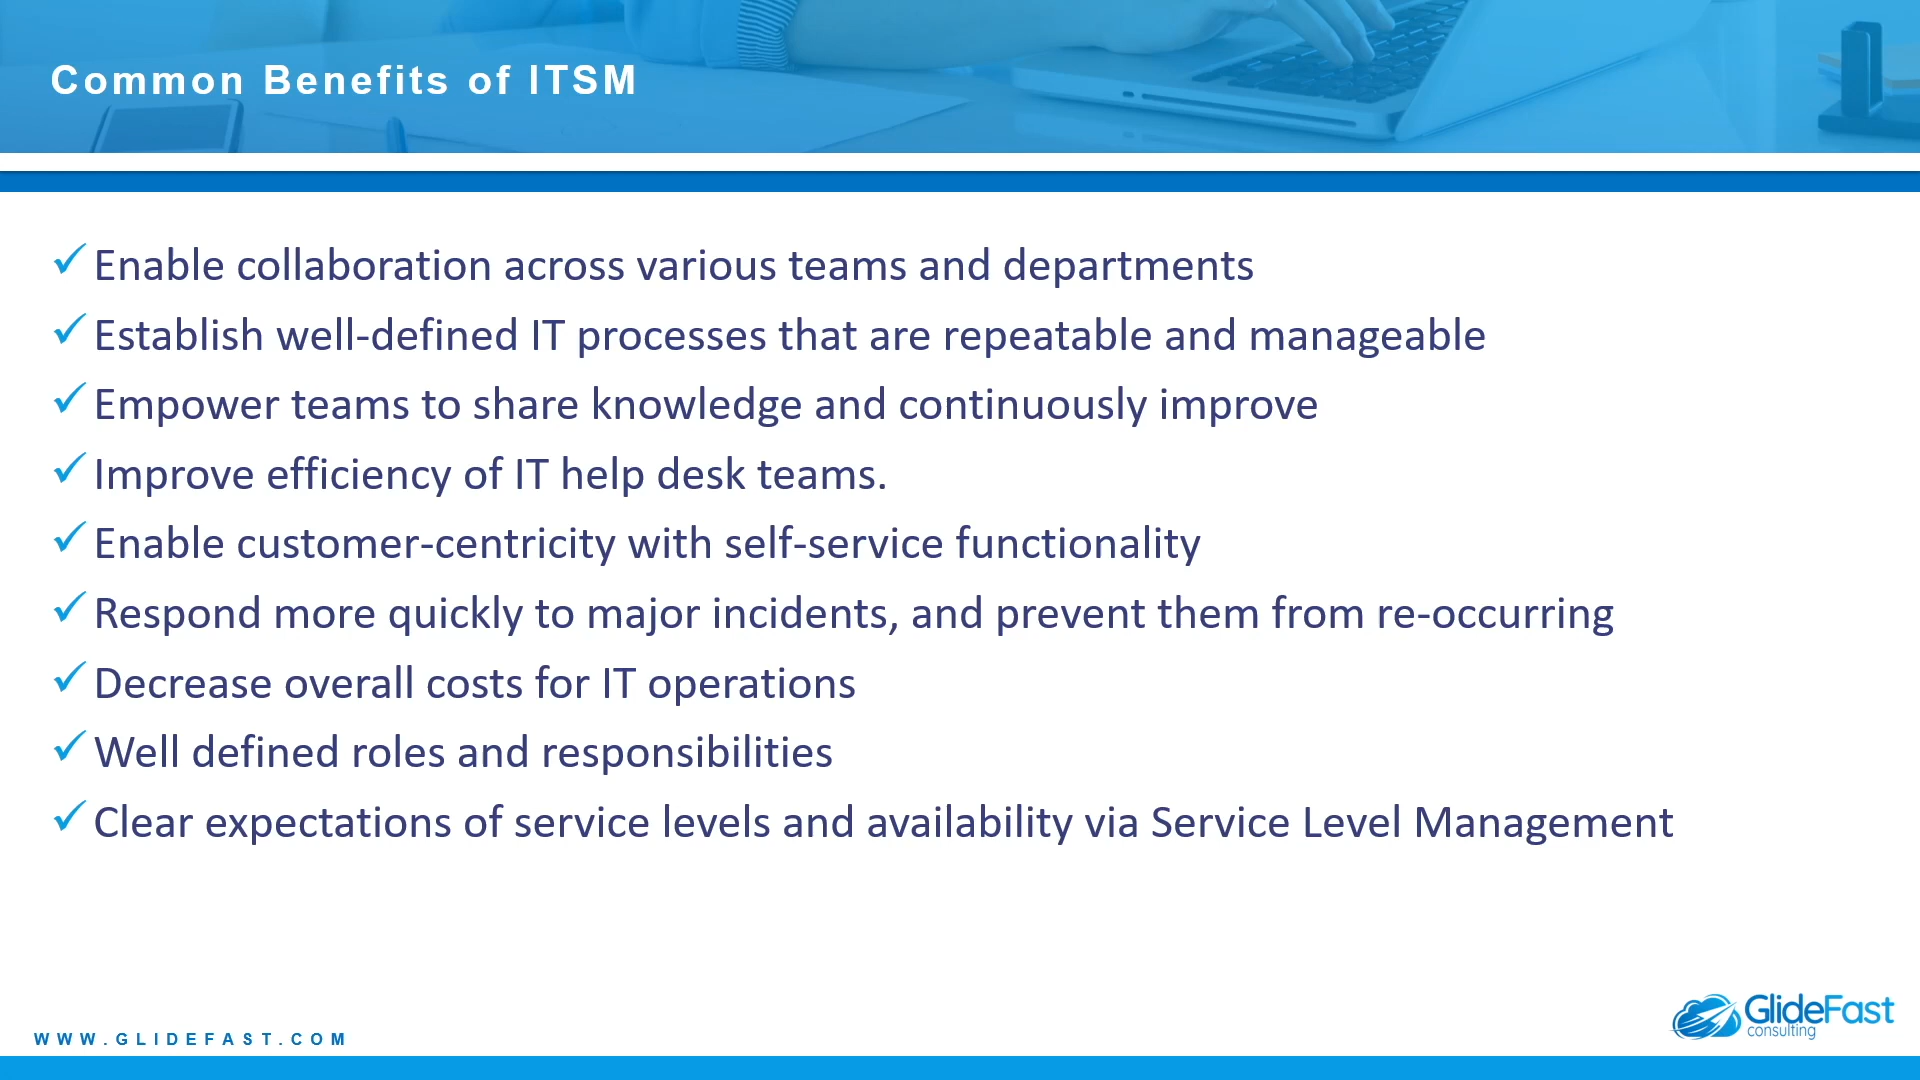 Common Benefits of ITSM
Enable collaboration across various teams and departments
Establish well-defined IT processes that are repeatable and manageable
Empower teams to share knowledge and continuously improve
Improve efficiency of IT help desk teams.
Enable customer-centricity with self-service functionality
Respond more quickly to major incidents, and prevent them from re-occurring
Decrease overall costs for IT operations
Well defined roles and responsibilities
Clear expectations of service levels and availability via Service Level Management
GlideFast
consulting
WWW.GLIDEFAST.COM